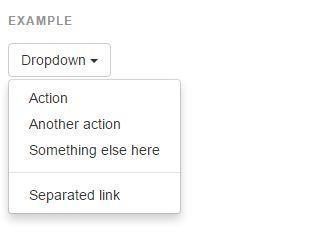 EXAMPLE
Dropdown
Action
Another action
Something else here
Separated link